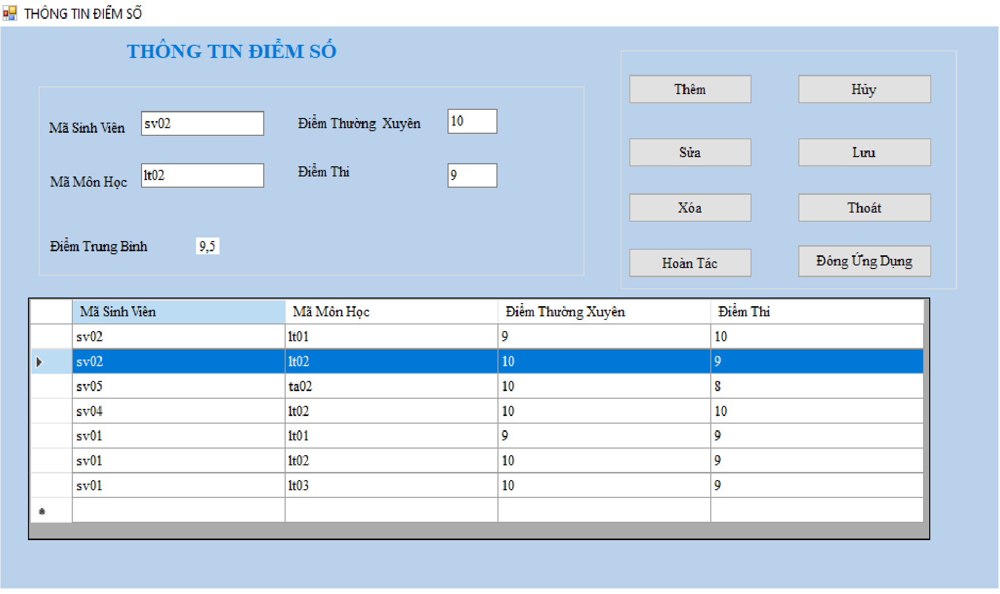 THÔNG TIN ĐIỂM SỐ
THÔNG TIN ĐIỂM SỐ
Mã Sinh Viên sv02 Điểm Thường Xuyên 10
Mã Môn Học lt02 Điểm Thi 9
Điểm Trung Bình 9,5
Thêm Hủy
Sửa Lưu
Xóa Thoát
Hoàn Tác Đóng Ứng Dụng
Mã Sinh Viên Mã Môn Học Điểm Thường Xuyên Điểm Thi
sv02 lt01 9 10
sv02 lt02 10 9
sv05 ta02 10 8
sv04 lt02 10 10
sv01 lt01 9 9
sv01 lt02 10 9
sv01 lt03 10 9